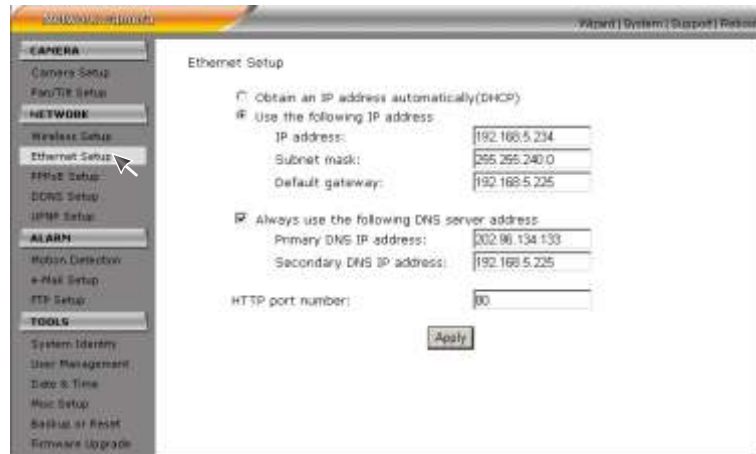 Wizard | System | Support | Reboot
CAMERA
Camera Setup
Pan/Tilt Setup
NETWORK
Wireless Setup
Ethernet Setup
PPPoE Setup
DDNS Setup
UPNP Setup
ALARM
Motion Detection
e-Mail Setup
FTP Setup
TOOLS
System Identity
User Management
Date & Time
Misc Setup
Backup or Reset
Firmware Upgrade
Ethernet Setup
Obtain an IP address automatically(DHCP)
Use the following IP address
IP address: 192.168.5.234
Subnet mask: 255.255.240.0
Default gateway: 192.168.5.225
Always use the following DNS server address
Primary DNS IP address: 202.96.134.133
Secondary DNS IP address: 192.168.5.225
HTTP port number: 80
Apply